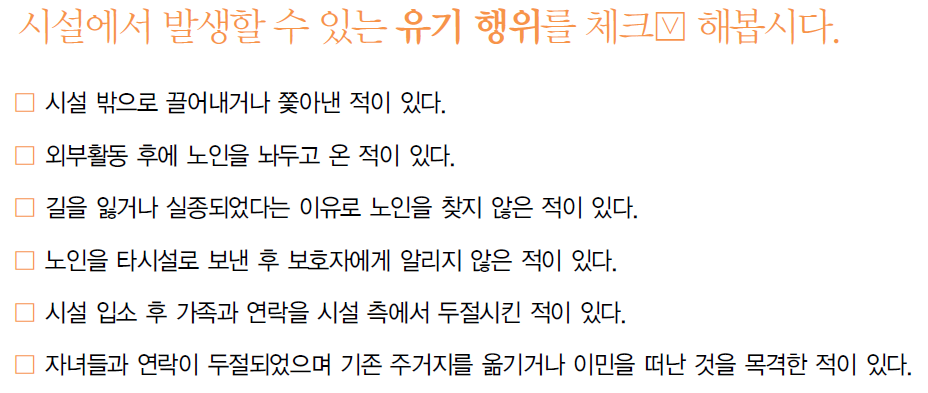 시설에서 발생할 수 있는 유기 행위를 체크☑ 해봅시다.
□ 시설 밖으로 끌어내거나 쫓아낸 적이 있다.
□ 외부활동 후에 노인을 놔두고 온 적이 있다.
□ 길을 잃거나 실종되었다는 이유로 노인을 찾지 않은 적이 있다.
□ 노인을 타시설로 보낸 후 보호자에게 알리지 않은 적이 있다.
□ 시설 입소 후 가족과 연락을 시설 측에서 두절시킨 적이 있다.
□ 자녀들과 연락이 두절되었으며 기존 주거지를 옮기거나 이민을 떠난 것을 목격한 적이 있다.